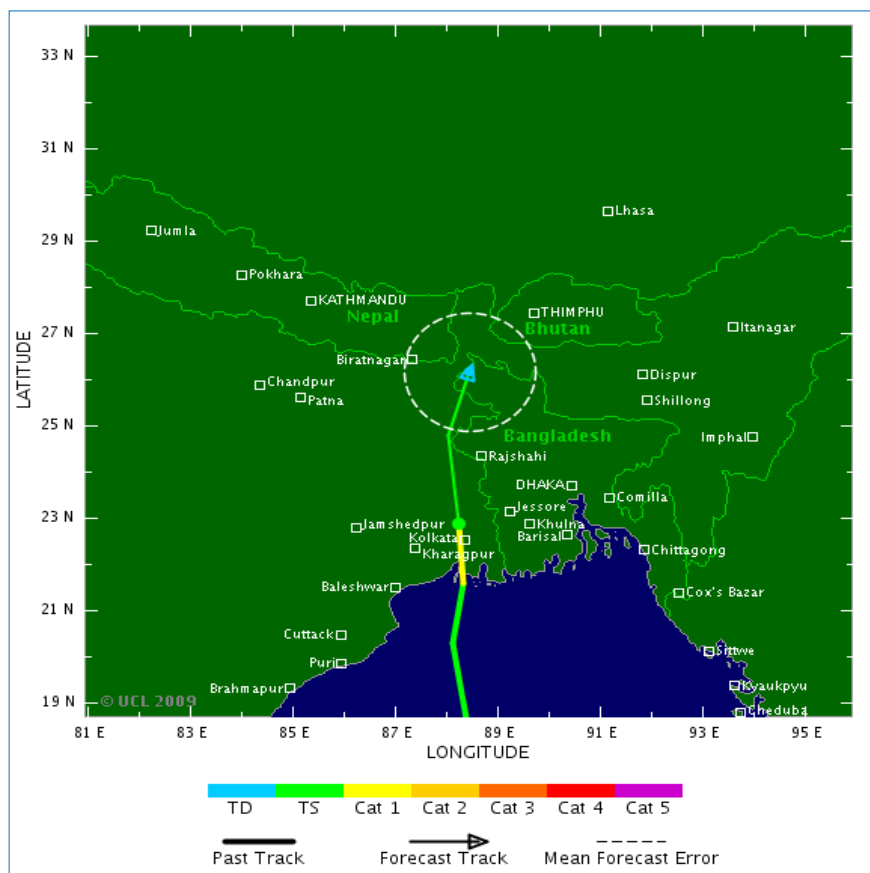 33 N
31 N
Lhasa
29 N
Jumla
Pokhara
KATHMANDU
THIMPHU
Nepal
Bhutan
27 N
Itanagar
Biratnagar
LATITUDE
Chandpur
Dispur
Patna
Shillong
25 N
Bangladesh
Imphal
Rajshahi
DHAKA
Comilla
Jessore
23 N
Jamshedpur
Khulna
Kolkata
Barisal
Kharagpur
Chittagong
Baleshwar
Cox's Bazar
21 N
Cuttack
Sittwe
Puri
Brahmapur
Kyaukpyu
19 N
© UCL 2009
Cheduba
81 E 83 E 85 E 87 E 89 E 91 E 93 E 95 E
LONGITUDE
TD TS Cat 1 Cat 2 Cat 3 Cat 4 Cat 5
Past Track Forecast Track Mean Forecast Error